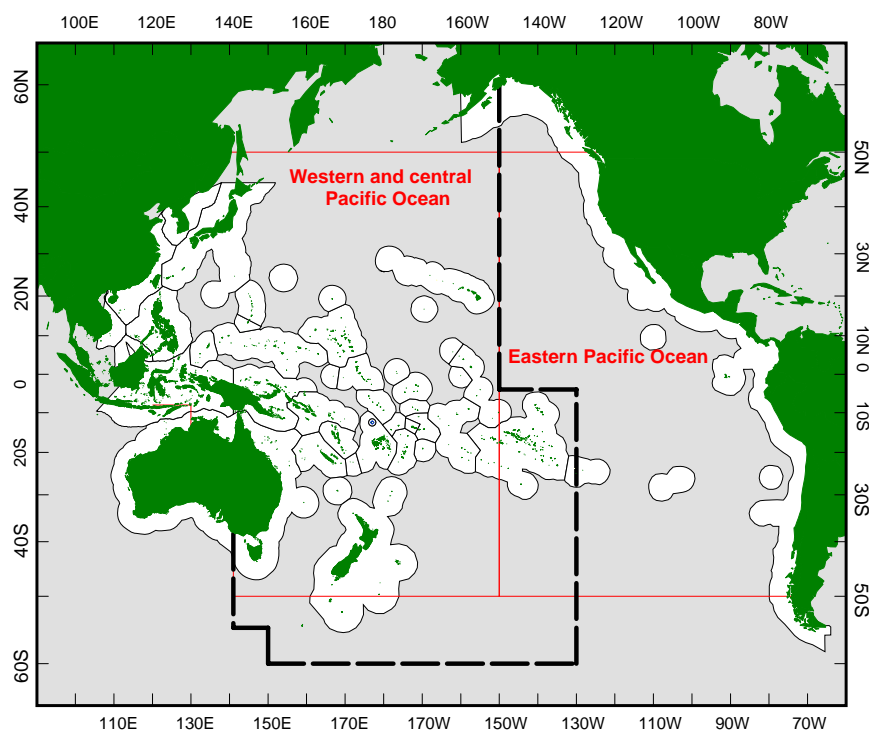 100E 120E 140E 160E 180 160W 140W 120W 100W 80W
60N
50N
Western and central
Pacific Ocean
40N
30N
20N
10N
Eastern Pacific Ocean
0
0
10S
20S
30S
40S
50S
60S
110E 130E 150E 170E 170W 150W 130W 110W 90W 70W